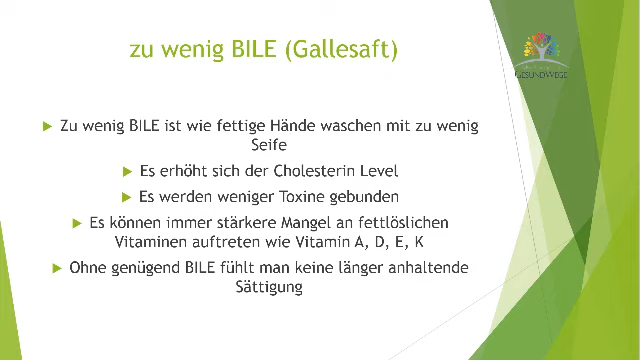 zu wenig BILE (Gallesaft)
GESUNDWEGE
Zu wenig BILE ist wie fettige Hände waschen mit zu wenig
Seife
Es erhöht sich der Cholesterin Level
Es werden weniger Toxine gebunden
Es können immer stärkere Mangel an fettlöslichen
Vitaminen auftreten wie Vitamin A, D, E, K
Ohne genügend BILE fühlt man keine länger anhaltende
Sättigung